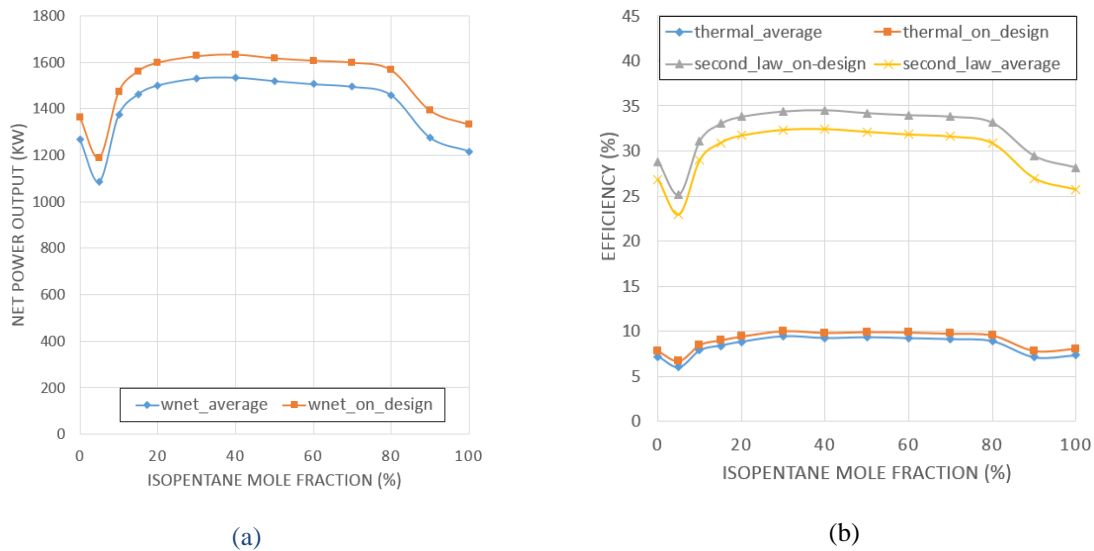 1800
1600
1400
1200
1000
800
600
400
200
0
NET POWER OUTPUT (KW)
wnet_average wnet_on_design
0 20 40 60 80 100
ISOPENTANE MOLE FRACTION (%)
(a)
45
40
35
30
25
20
15
10
5
0
EFFICIENCY (%)
thermal_average thermal_on_design
second_law_on-design second_law_average
0 20 40 60 80 100
ISOPENTANE MOLE FRACTION (%)
(b)